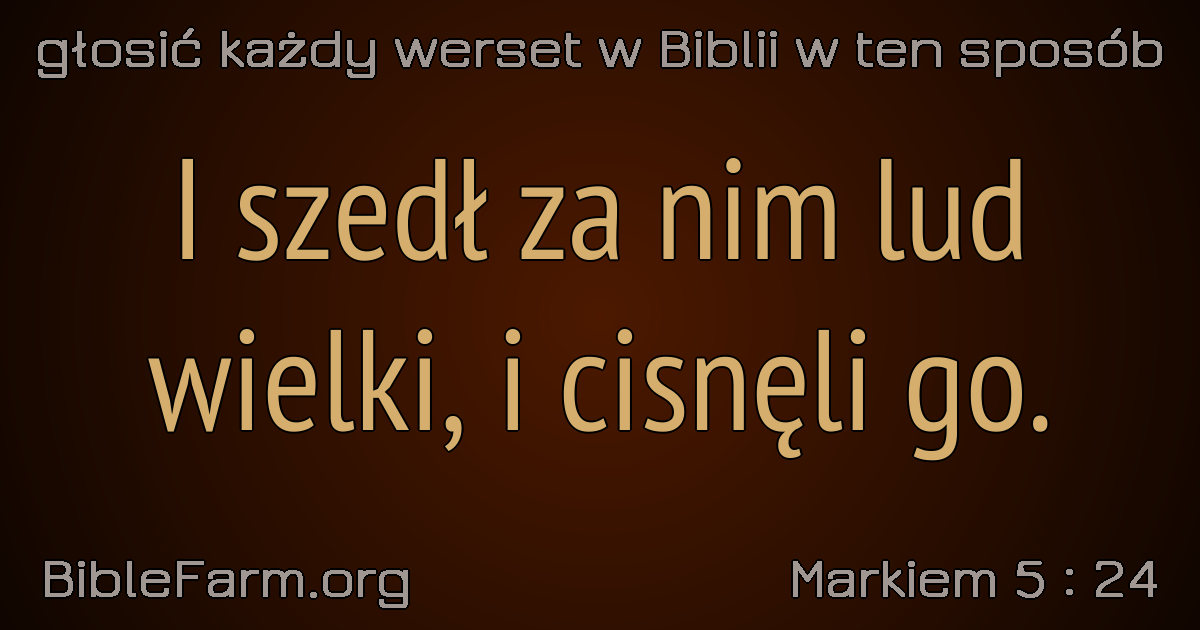 głosić każdy werset w Biblii w ten sposób
I szedł za nim lud
wielki, i cisnęli go.
BibleFarm.org
Markiem 5 : 24